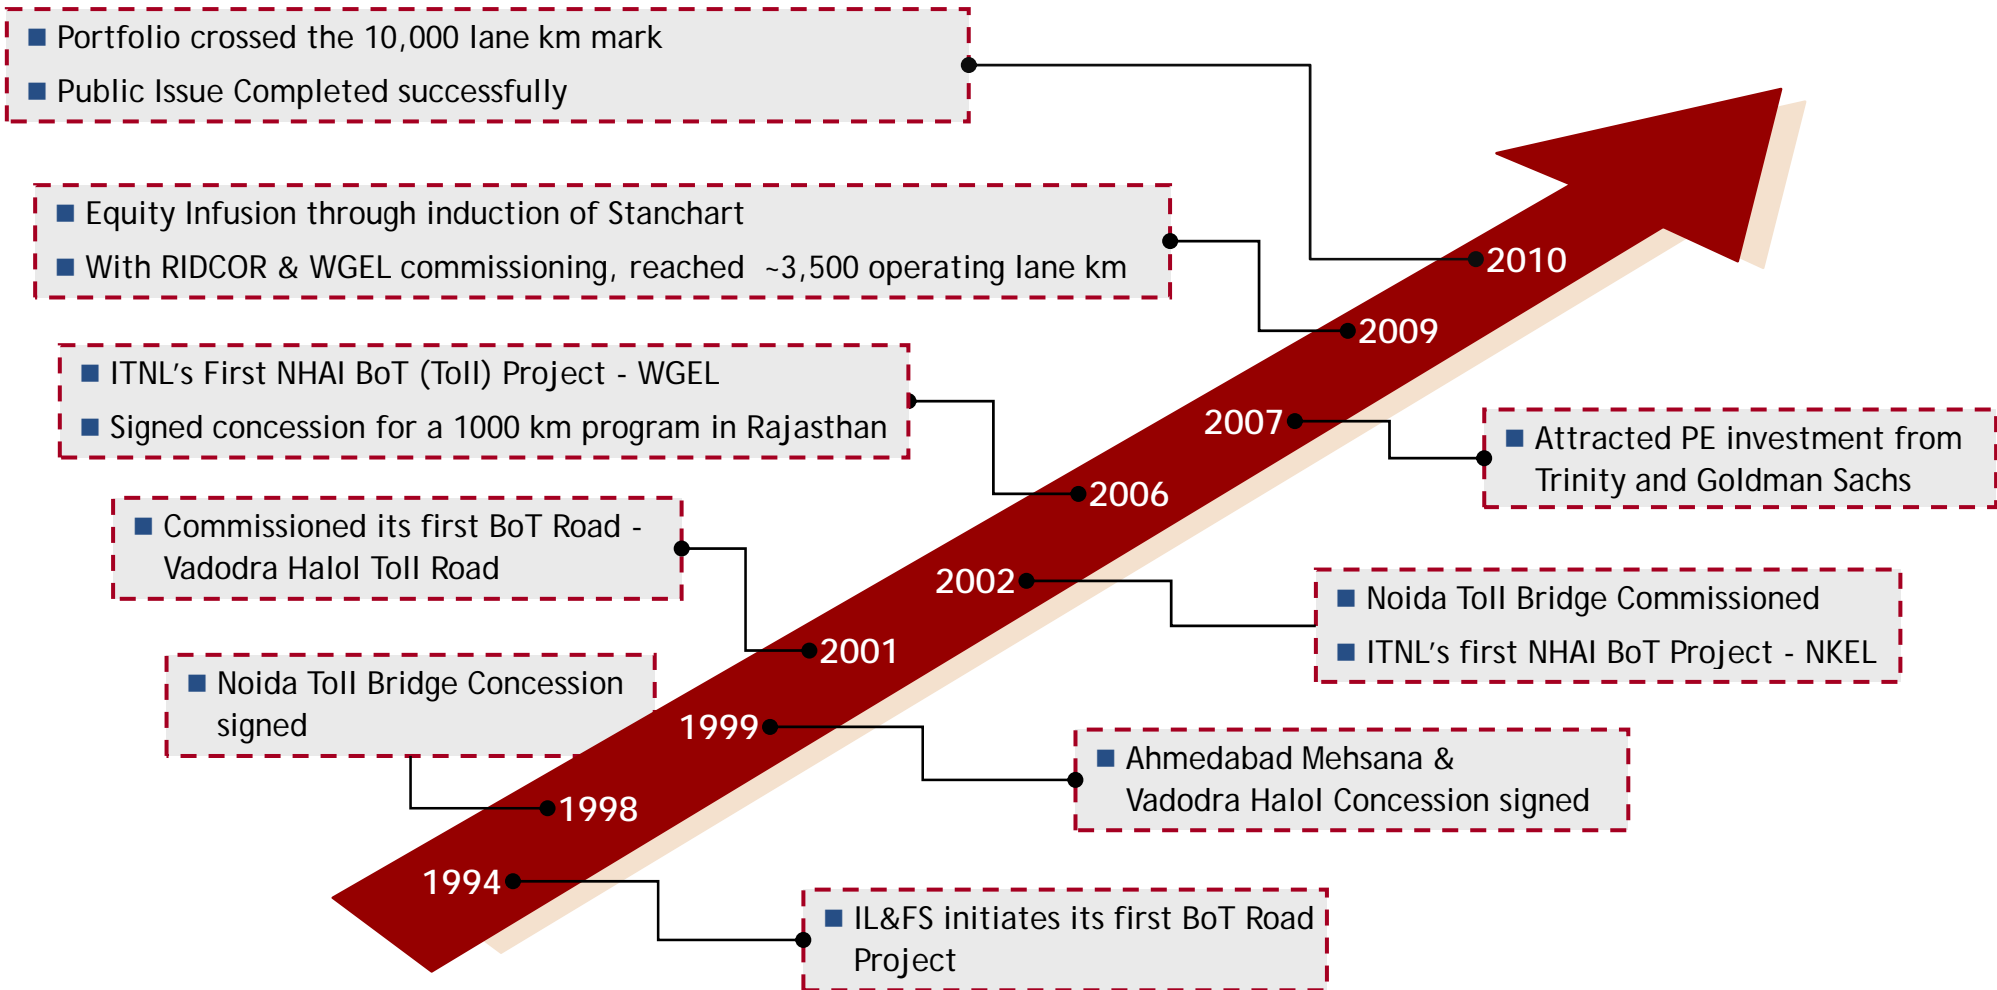 Portfolio crossed the 10,000 lane km mark
Public Issue Completed successfully
2010
Equity Infusion through induction of Stanchart
With RIDCOR & WGEL commissioning, reached ~3,500 operating lane km
2009
ITNL's First NHAI BoT (Toll) Project - WGEL
Signed concession for a 1000 km program in Rajasthan
2006
2007
Attracted PE investment from
Trinity and Goldman Sachs
Commissioned its first BoT Road -
Vadodra Halol Toll Road
2001
2002
Noida Toll Bridge Commissioned
ITNL's first NHAI BoT Project - NKEL
Noida Toll Bridge Concession
signed
1998
1999
Ahmedabad Mehsana &
Vadodra Halol Concession signed
1994
IL&FS initiates its first BoT Road
Project